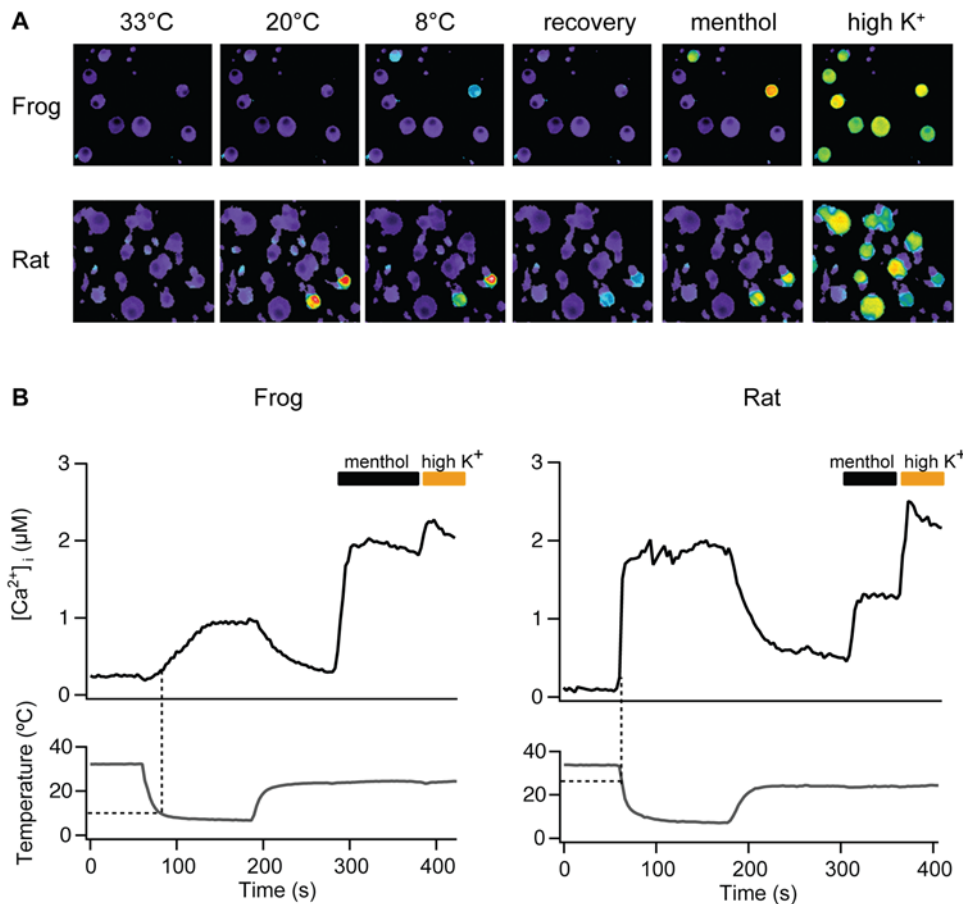 A
33°C 20°C 8°C recovery menthol high K⁺
Frog
Rat
B
Frog Rat
menthol high K⁺
3
2
1
0
[Ca²⁺]ᵢ (µM)
40
20
0
Temperature (ºC)
0 100 200 300 400
Time (s)
menthol high K⁺
3
2
1
0
40
20
0
0 100 200 300 400
Time (s)